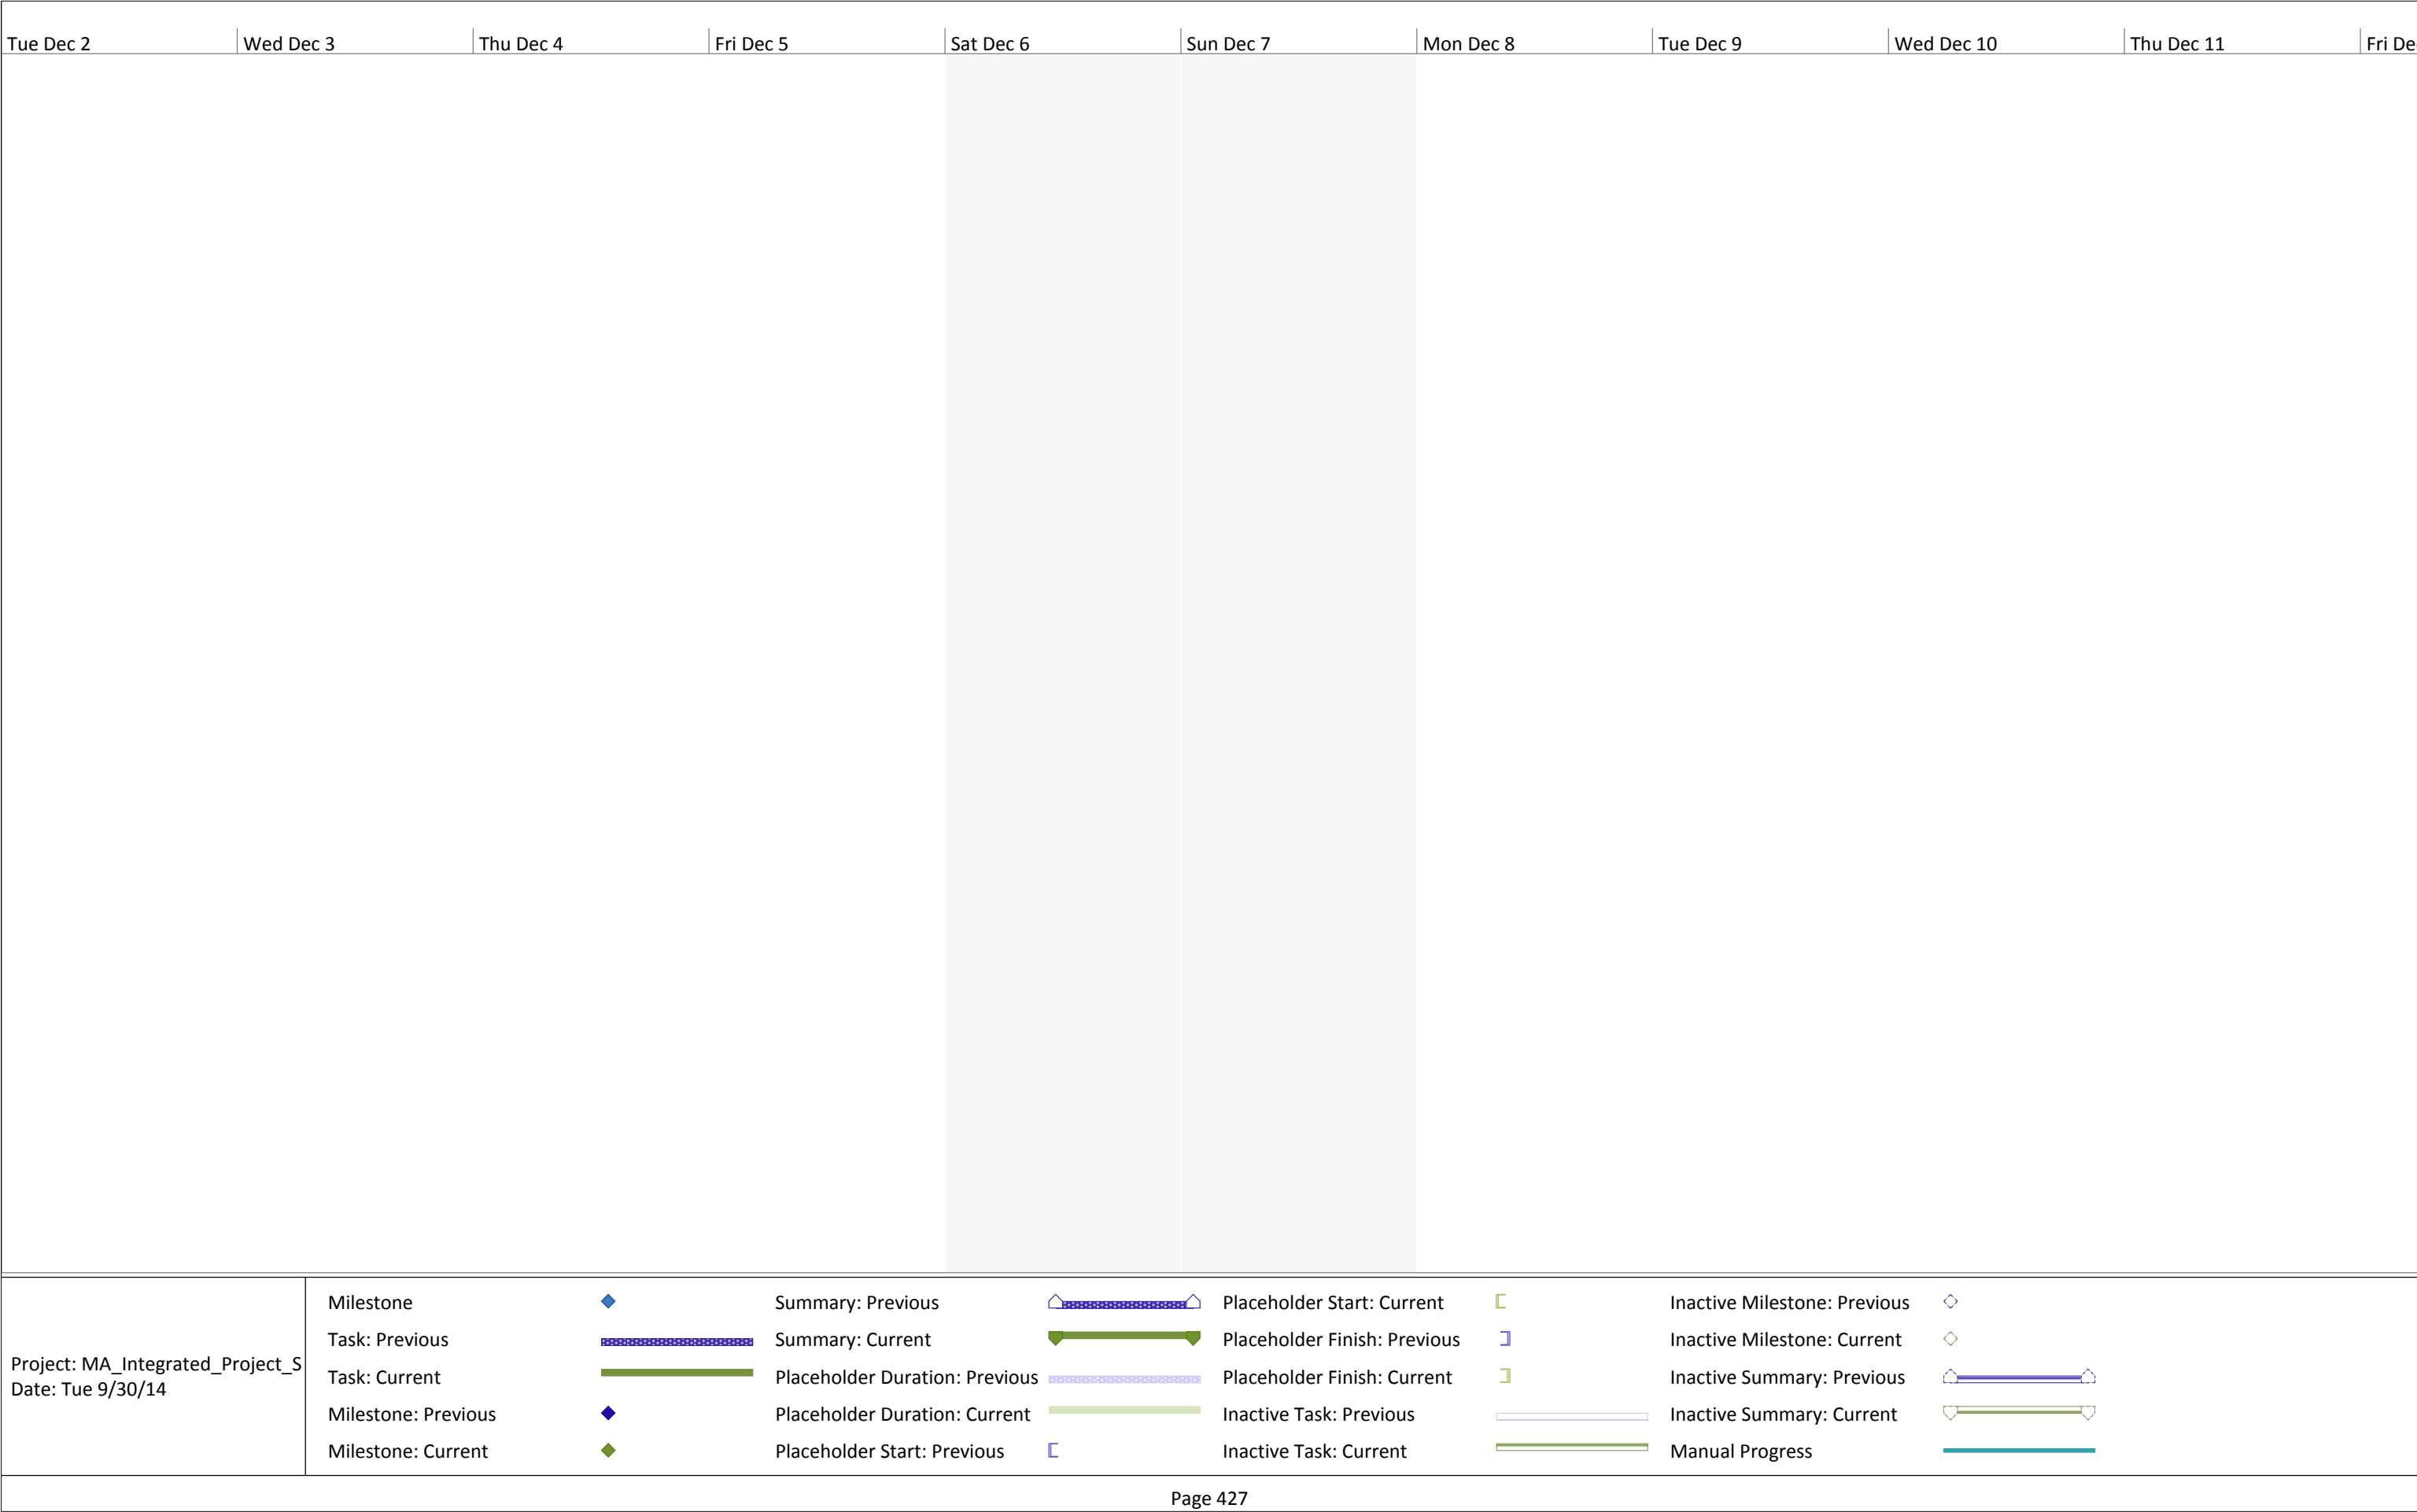 Tue Dec 2 Wed Dec 3 Thu Dec 4 Fri Dec 5 Sat Dec 6 Sun Dec 7 Mon Dec 8 Tue Dec 9 Wed Dec 10 Thu Dec 11 Fri De
Project: MA_Integrated_Project_S
Date: Tue 9/30/14
Milestone
Task: Previous
Task: Current
Milestone: Previous
Milestone: Current
Summary: Previous
Summary: Current
Placeholder Duration: Previous
Placeholder Duration: Current
Placeholder Start: Previous
Placeholder Start: Current
Placeholder Finish: Previous
Placeholder Finish: Current
Inactive Task: Previous
Inactive Task: Current
Inactive Milestone: Previous
Inactive Milestone: Current
Inactive Summary: Previous
Inactive Summary: Current
Manual Progress
Page 427